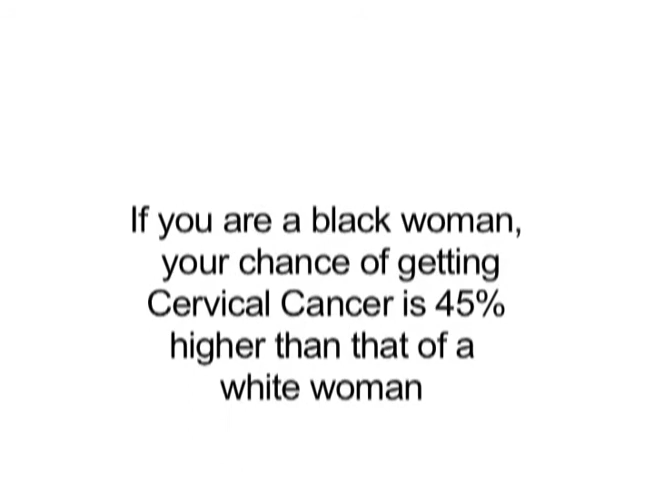 If you are a black woman,
your chance of getting
Cervical Cancer is 45%
higher than that of a
white woman